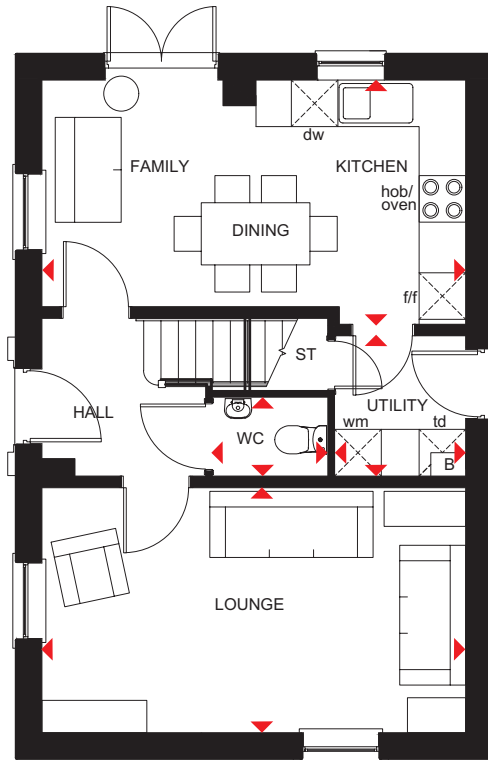 dw
FAMILY
KITCHEN
hob/
oven
DINING
f/f
ST
HALL
UTILITY
WC
wm
td
B
LOUNGE